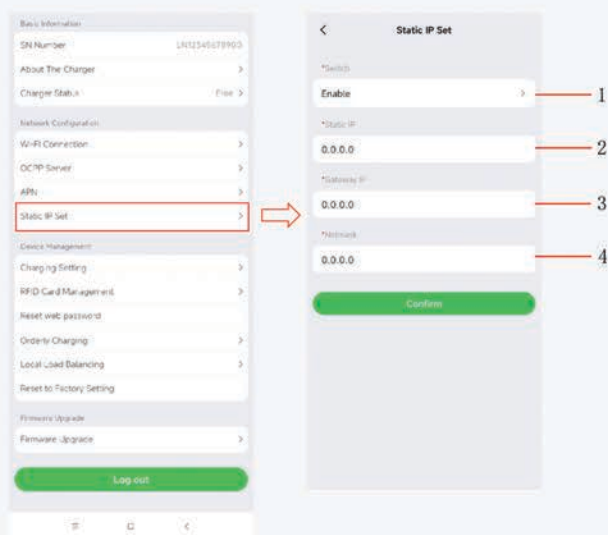 Basic Information
SN Number LN12345678900
About The Charger
Charger Status Free
Network Configuration
Wi-Fi Connection
OCPP Server
APN
Static IP Set
Device Management
Charging Setting
RFID Card Management
Reset web password
Orderly Charging
Local Load Balancing
Reset to Factory Setting
Firmware Upgrade
Firmware Upgrade
Log out
Static IP Set
*Switch
Enable
1
*Static IP
0.0.0.0
2
*Gateway IP
0.0.0.0
3
*Netmask
0.0.0.0
4
Confirm